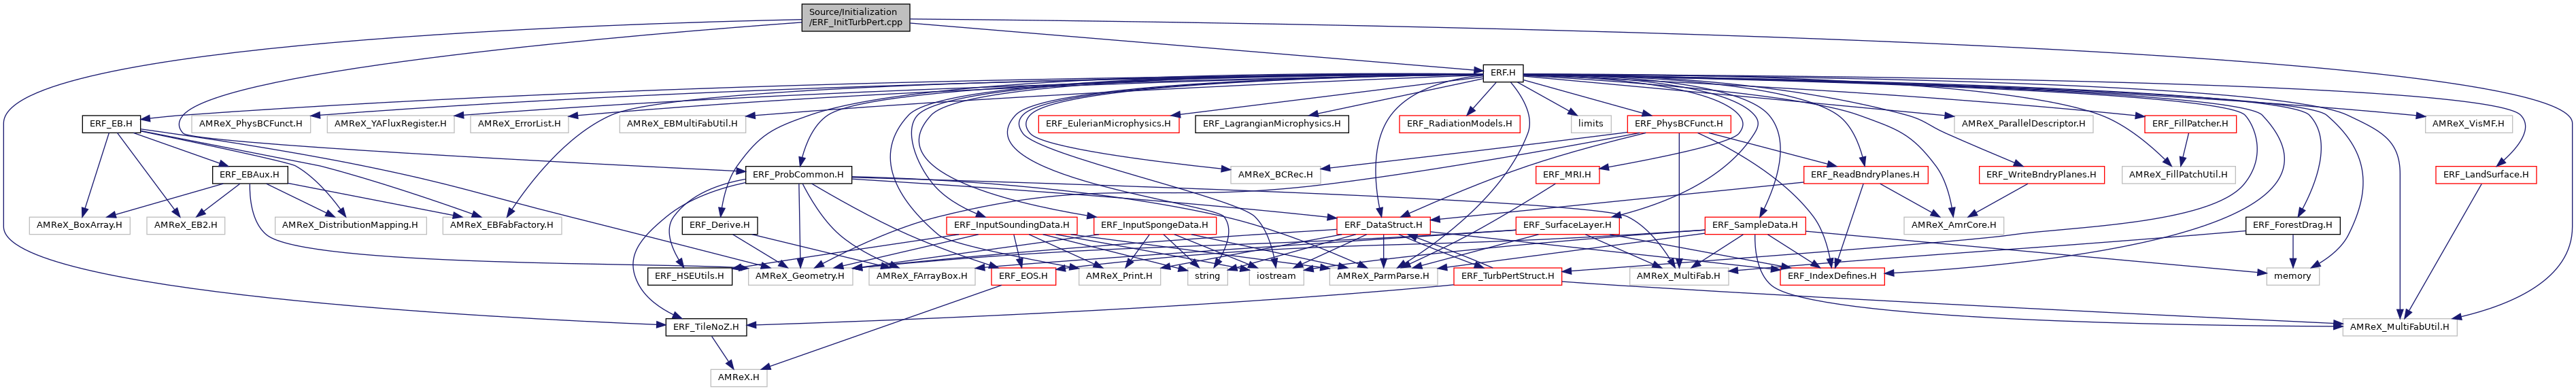 Source/Initialization
/ERF_InitTurbPert.cpp
ERF.H
ERF_EB.H
AMReX_PhysBCFunct.H
AMReX_YAFluxRegister.H
AMReX_ErrorList.H
AMReX_EBMultiFabUtil.H
ERF_EulerianMicrophysics.H
ERF_LagrangianMicrophysics.H
ERF_RadiationModels.H
limits
ERF_PhysBCFunct.H
AMReX_ParallelDescriptor.H
ERF_FillPatcher.H
AMReX_VisMF.H
ERF_EBAux.H
ERF_ProbCommon.H
AMReX_BCRec.H
ERF_MRI.H
ERF_ReadBndryPlanes.H
ERF_WriteBndryPlanes.H
AMReX_FillPatchUtil.H
ERF_LandSurface.H
AMReX_BoxArray.H
AMReX_EB2.H
AMReX_DistributionMapping.H
AMReX_EBFabFactory.H
ERF_Derive.H
ERF_InputSoundingData.H
ERF_InputSpongeData.H
ERF_DataStruct.H
ERF_SurfaceLayer.H
ERF_SampleData.H
AMReX_AmrCore.H
ERF_ForestDrag.H
ERF_HSEUtils.H
AMReX_Geometry.H
AMReX_FArrayBox.H
ERF_EOS.H
AMReX_Print.H
string
iostream
AMReX_ParmParse.H
ERF_TurbPertStruct.H
AMReX_MultiFab.H
ERF_IndexDefines.H
memory
ERF_TileNoZ.H
AMReX_MultiFabUtil.H
AMReX.H